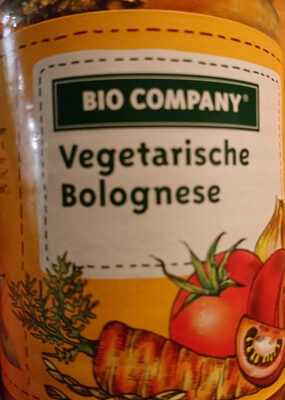 BIO COMPANY®
Vegetarische
Bolognese